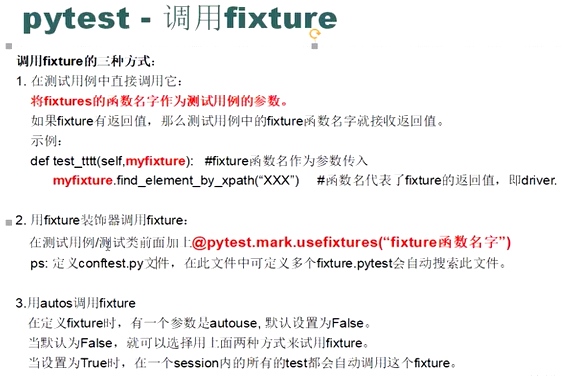 pytest - 调用fixture
调用fixture的三种方式：
1. 在测试用例中直接调用它：
将fixtures的函数名字作为测试用例的参数。
如果fixture有返回值，那么测试用例中的fixture函数名字就接收返回值。
示例：
def test_tttt(self,myfixture): #fixture函数名作为参数传入
myfixture.find_element_by_xpath(“XXX”) #函数名代表了fixture的返回值，即driver.
2. 用fixture装饰器调用fixture：
在测试用例/测试类前面加上@pytest.mark.usefixtures(“fixture函数名字”)
ps: 定义conftest.py文件，在此文件中可定义多个fixture.pytest会自动搜索此文件。
3.用autos调用fixture
在定义fixture时，有一个参数是autouse, 默认设置为False。
当默认为False，就可以选择用上面两种方式来试用fixture。
当设置为True时，在一个session内的所有的test都会自动调用这个fixture。